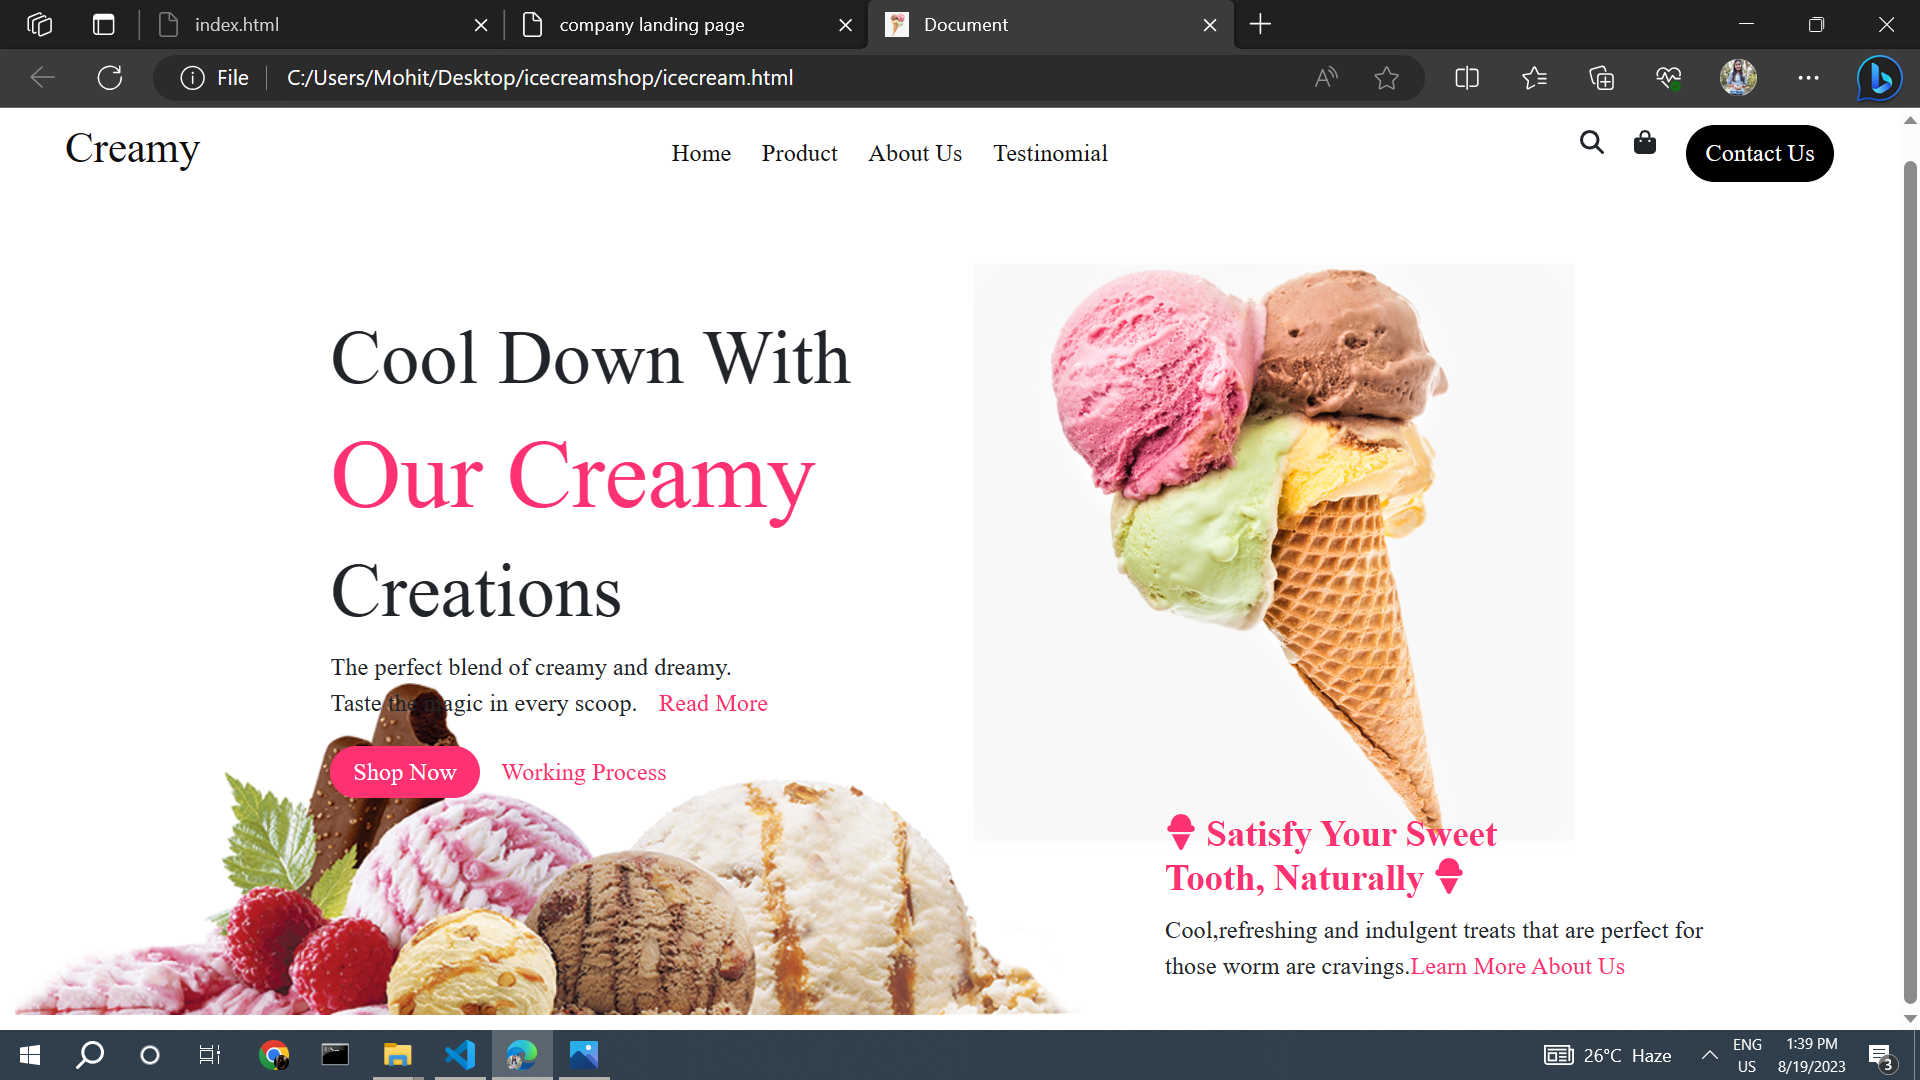 index.html
company landing page
Document
File
C:/Users/Mohit/Desktop/icecreamshop/icecream.html
Creamy
Home Product About Us Testinomial
Contact Us
Cool Down With
Our Creamy
Creations
The perfect blend of creamy and dreamy.
Taste the magic in every scoop. Read More
Shop Now Working Process
Satisfy Your Sweet
Tooth, Naturally
Cool,refreshing and indulgent treats that are perfect for
those worm are cravings.Learn More About Us
26°C Haze
ENG
US
1:39 PM
8/19/2023
3